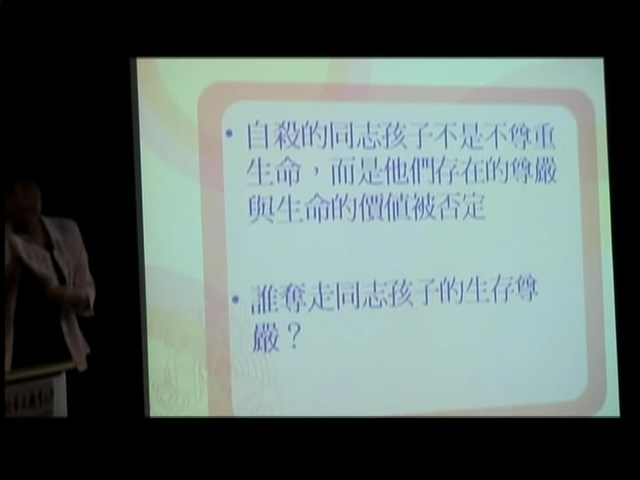 • 自殺的同志孩子不是不尊重
生命，而是他們存在的尊嚴
與生命的價值被否定
• 誰奪走同志孩子的生存尊
嚴？